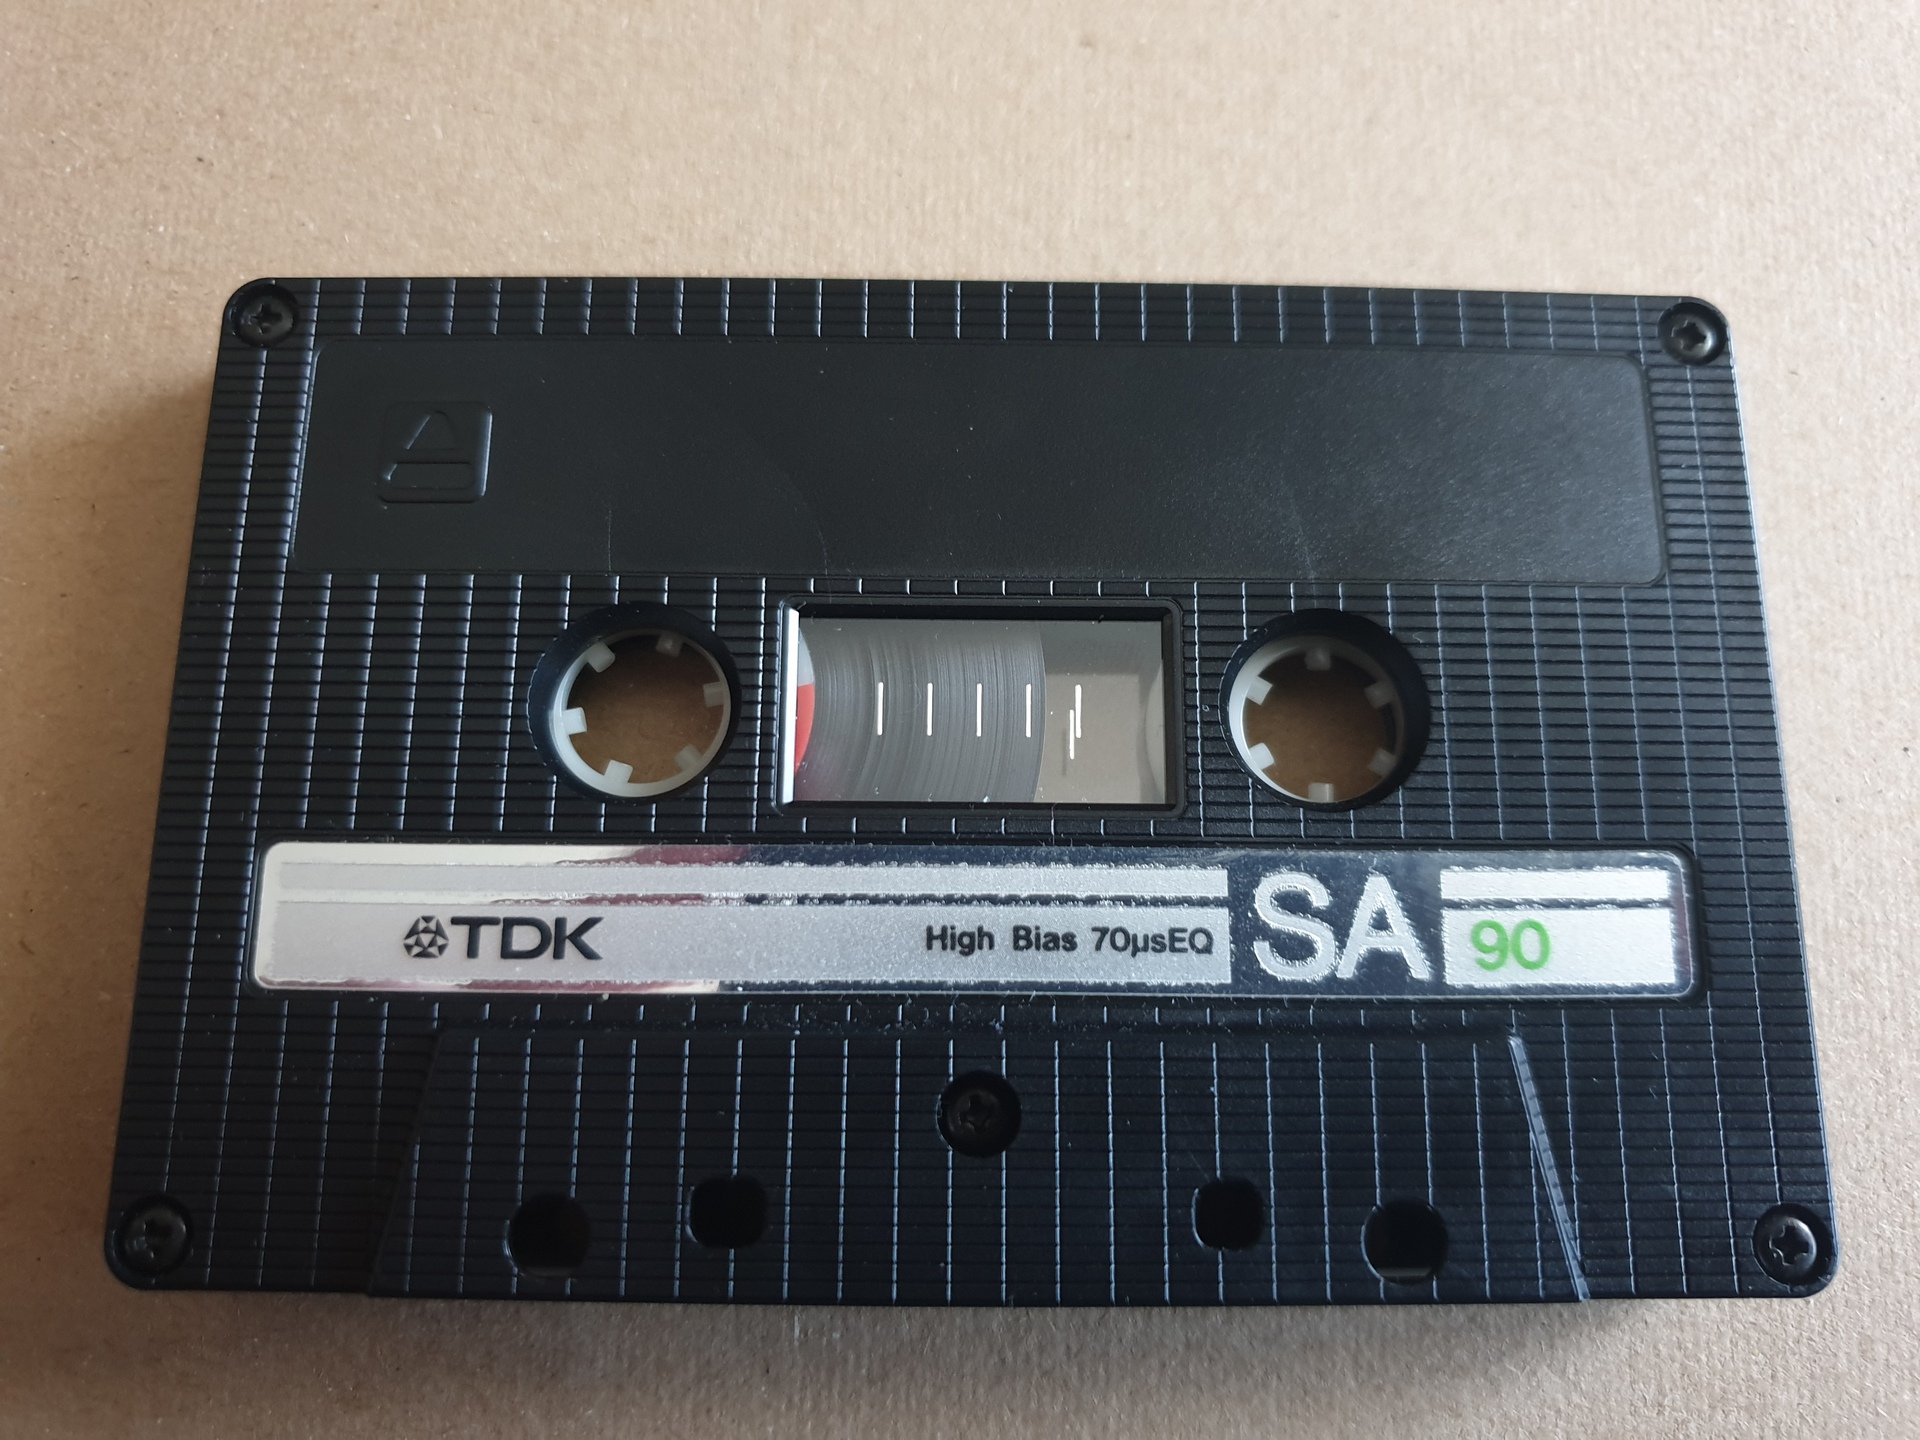 TDK High Bias 70µsEQ SA 90